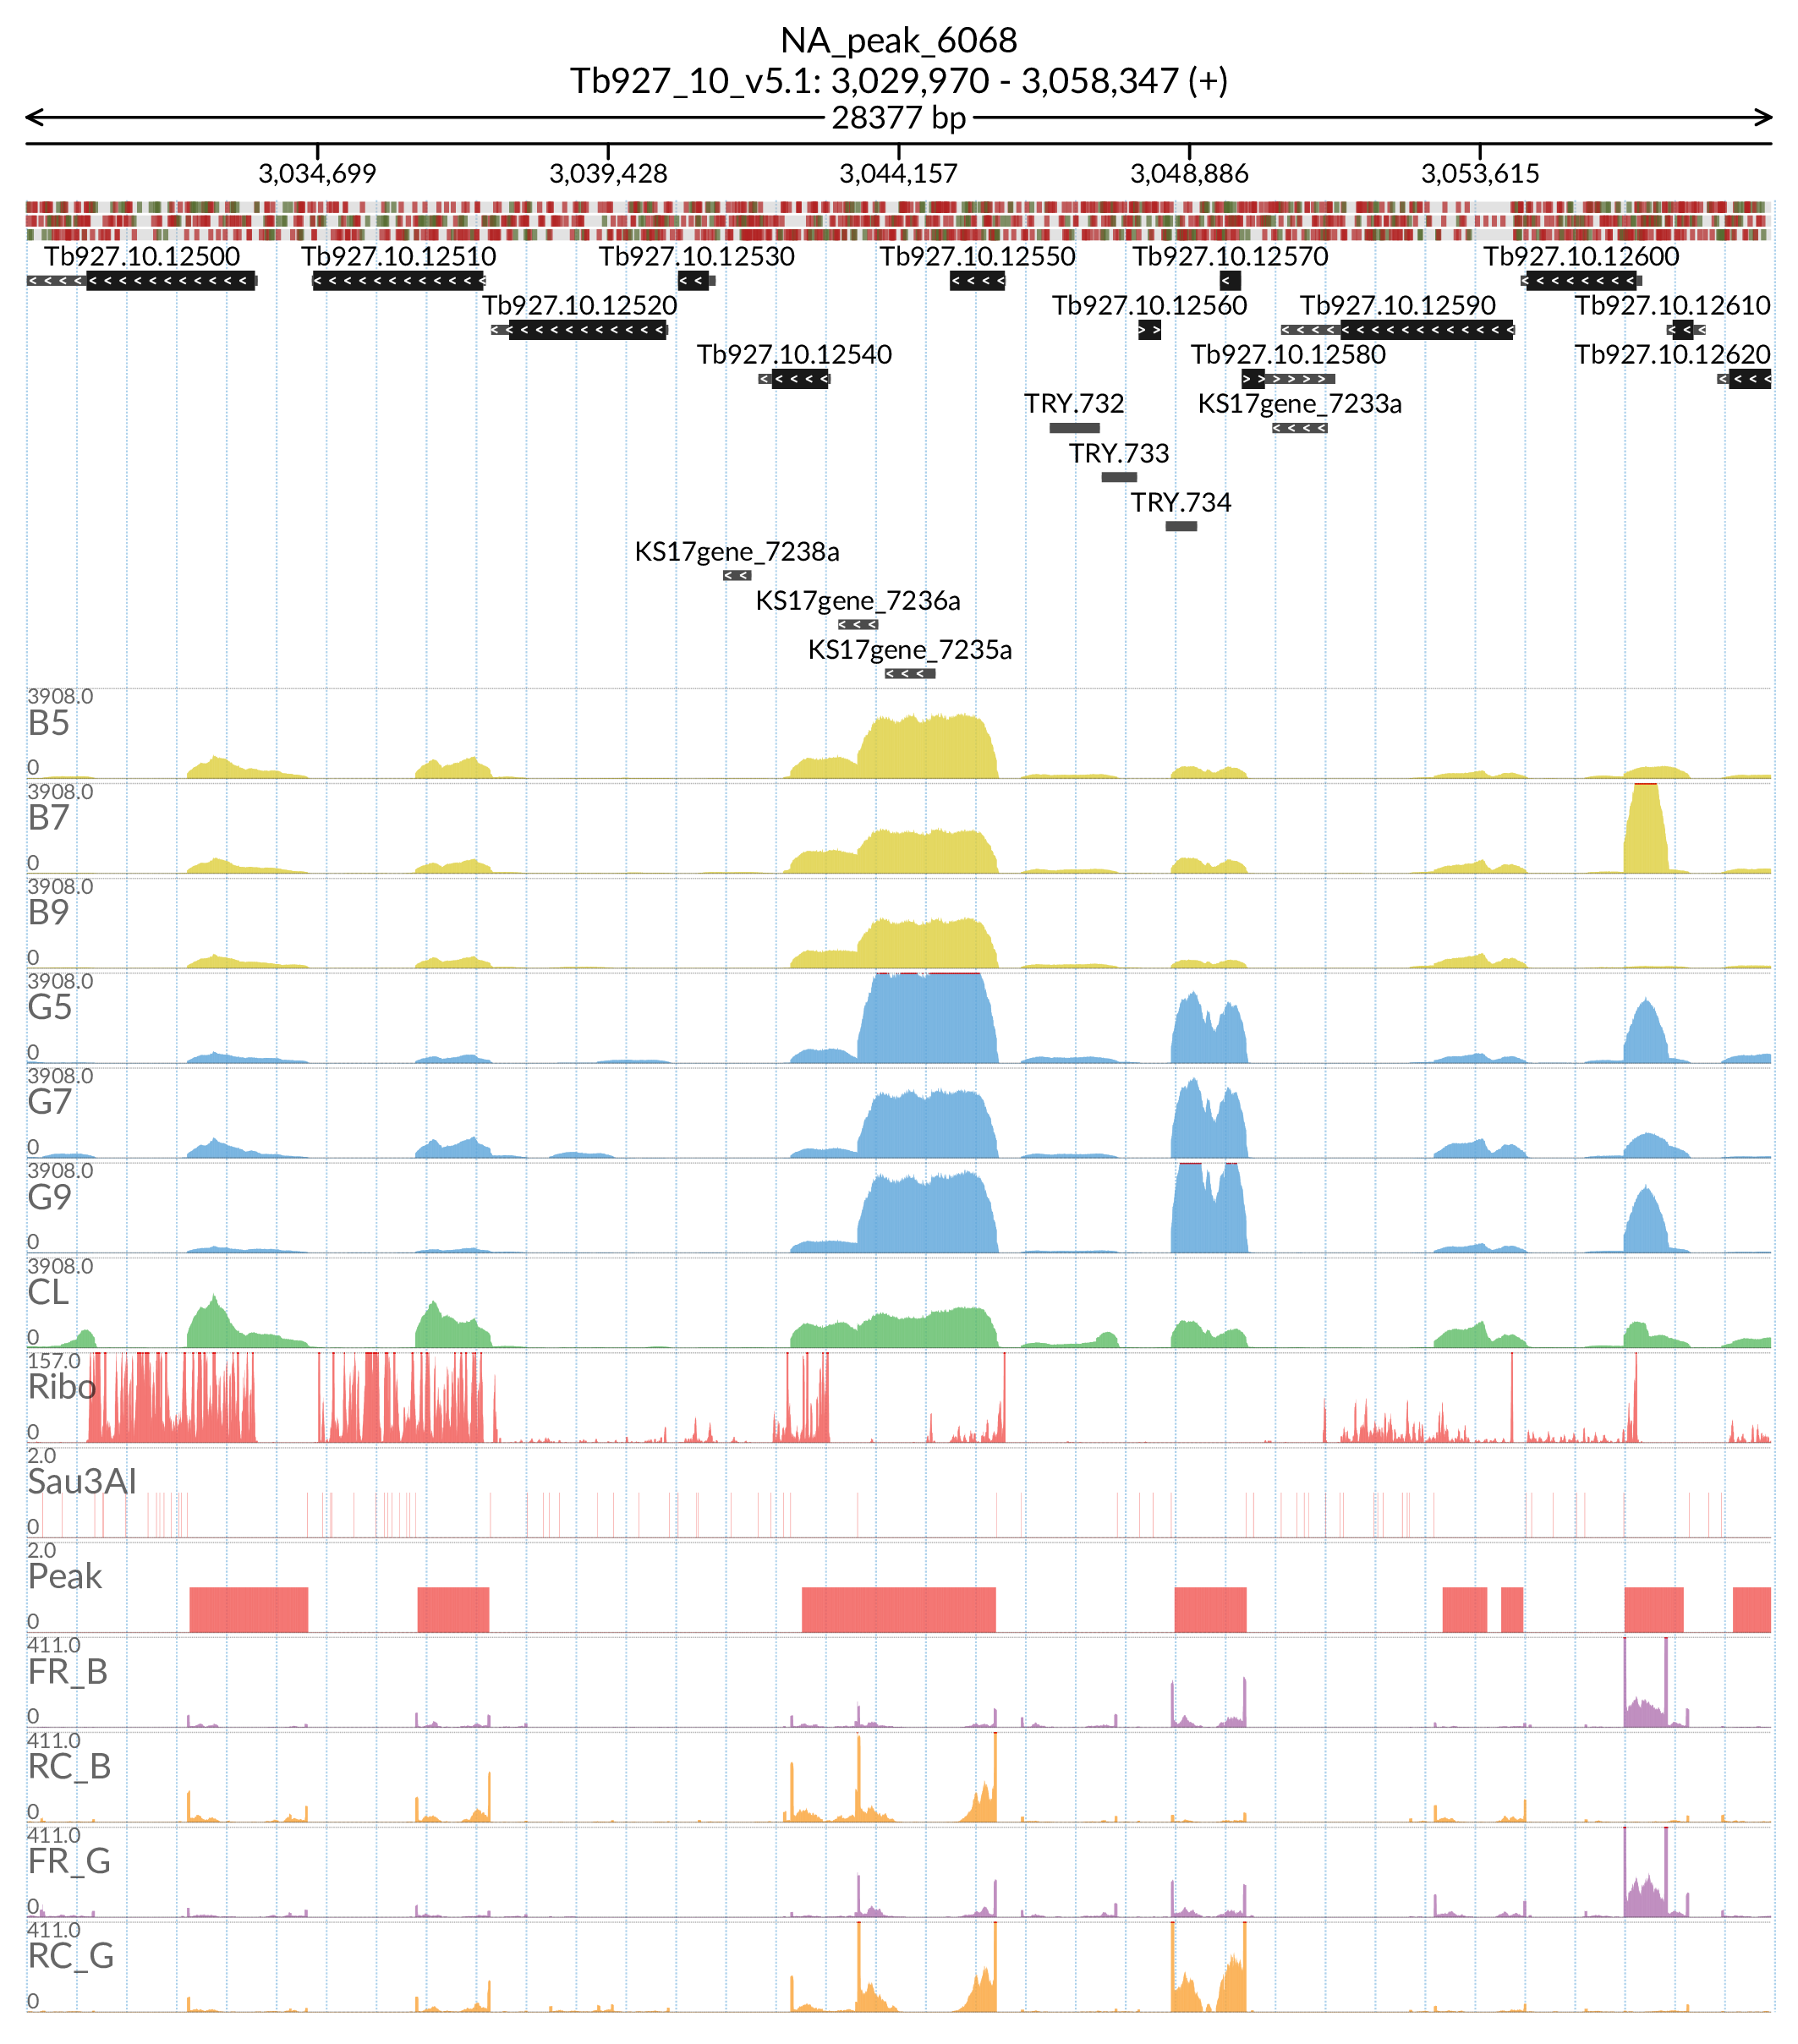 NA_peak_6068
Tb927_10_v5.1: 3,029,970 - 3,058,347 (+)
28377 bp
3,034,699 3,039,428 3,044,157 3,048,886 3,053,615
Tb927.10.12500 Tb927.10.12510 Tb927.10.12530 Tb927.10.12550 Tb927.10.12570 Tb927.10.12600
Tb927.10.12520 Tb927.10.12560 Tb927.10.12590 Tb927.10.12610
Tb927.10.12540 Tb927.10.12580 Tb927.10.12620
TRY.732 KS17gene_7233a
TRY.733
TRY.734
KS17gene_7238a
KS17gene_7236a
KS17gene_7235a
3908.0
B5
0
3908.0
B7
0
3908.0
B9
0
3908.0
G5
0
3908.0
G7
0
3908.0
G9
0
3908.0
CL
0
157.0
Ribo
0
2.0
Sau3AI
0
2.0
Peak
0
411.0
FR_B
0
411.0
RC_B
0
411.0
FR_G
0
411.0
RC_G
0